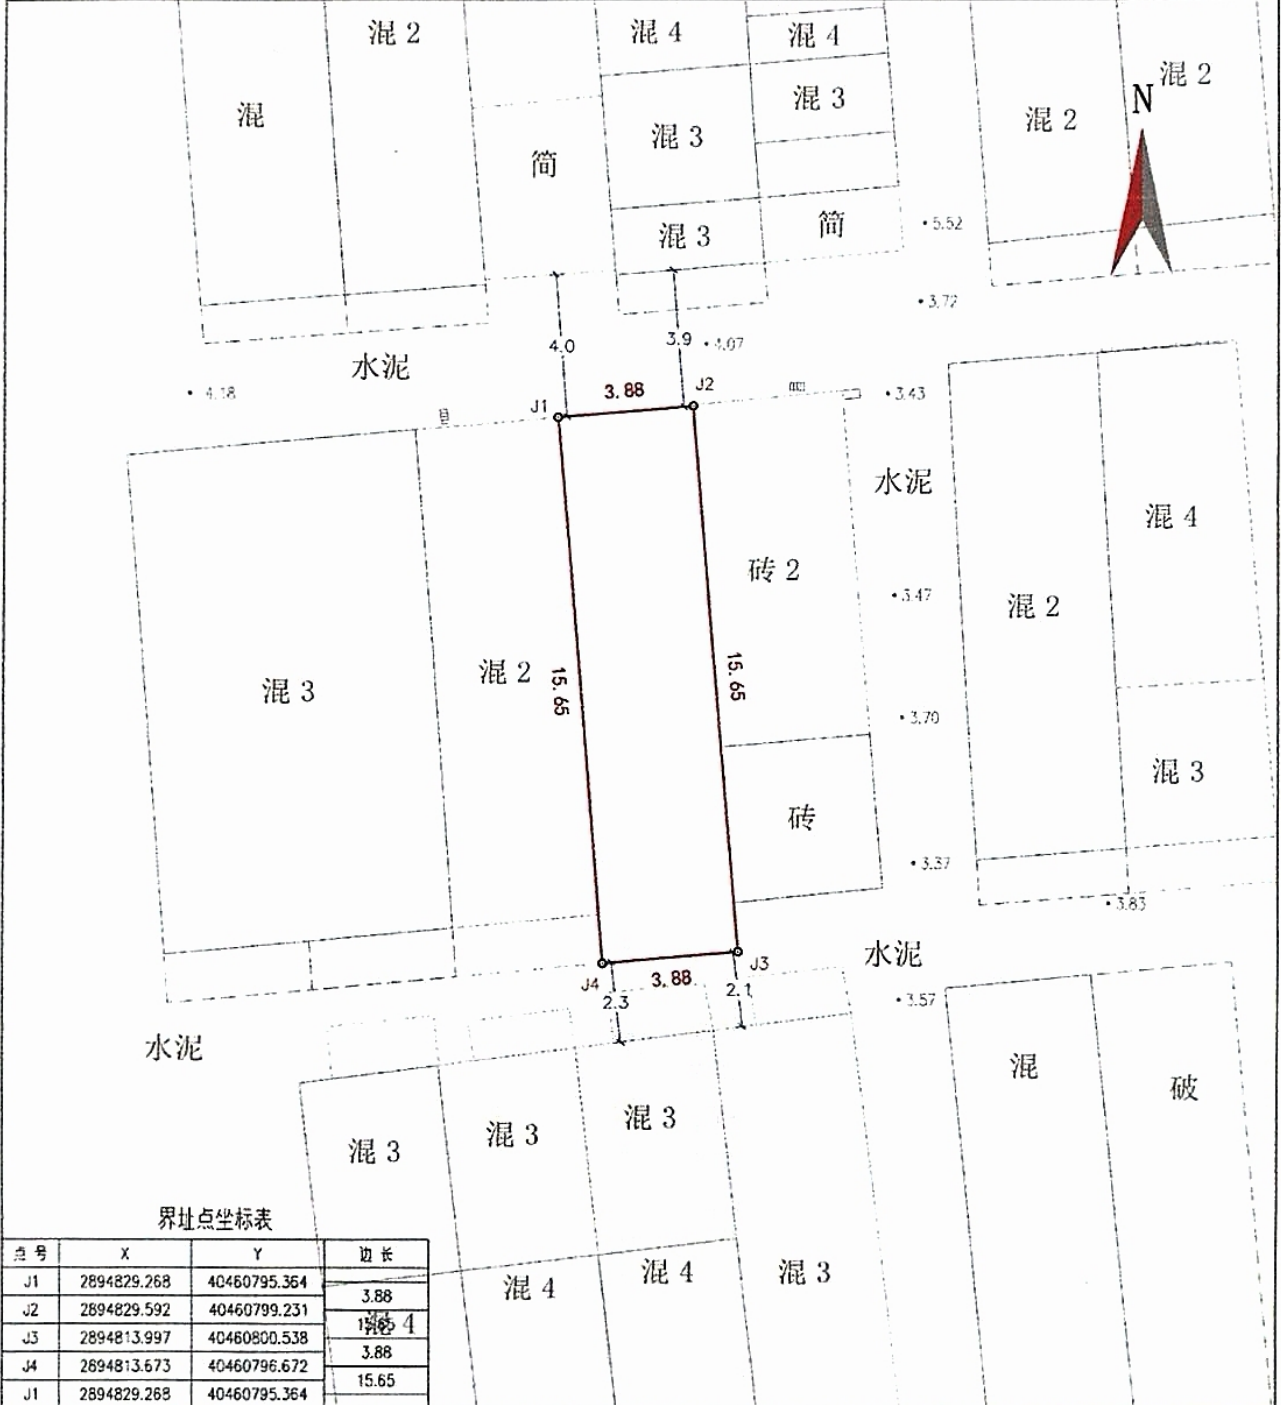 混 2
混 4
混 4
混
混 3
混 3
简
混 2
N
混 2
混 3
简
5.52
3.72
水泥
4.0
3.9
4.07
4.18
J1
3.88
J2
3.43
水泥
混 4
砖 2
3.47
混 2
混 3
混 2
15.65
15.65
3.70
混 3
砖
3.37
3.83
水泥
J4
3.88
J3
2.3
2.1
3.57
水泥
混 3
混 3
混 3
混
破
混 4
混 4
混 3
界址点坐标表
点号 X Y 边长
J1 2894829.268 40460795.364
3.88
J2 2894829.592 40460799.231
混 4
J3 2894813.997 40460800.538
3.88
J4 2894813.673 40460796.672
15.65
J1 2894829.268 40460795.364